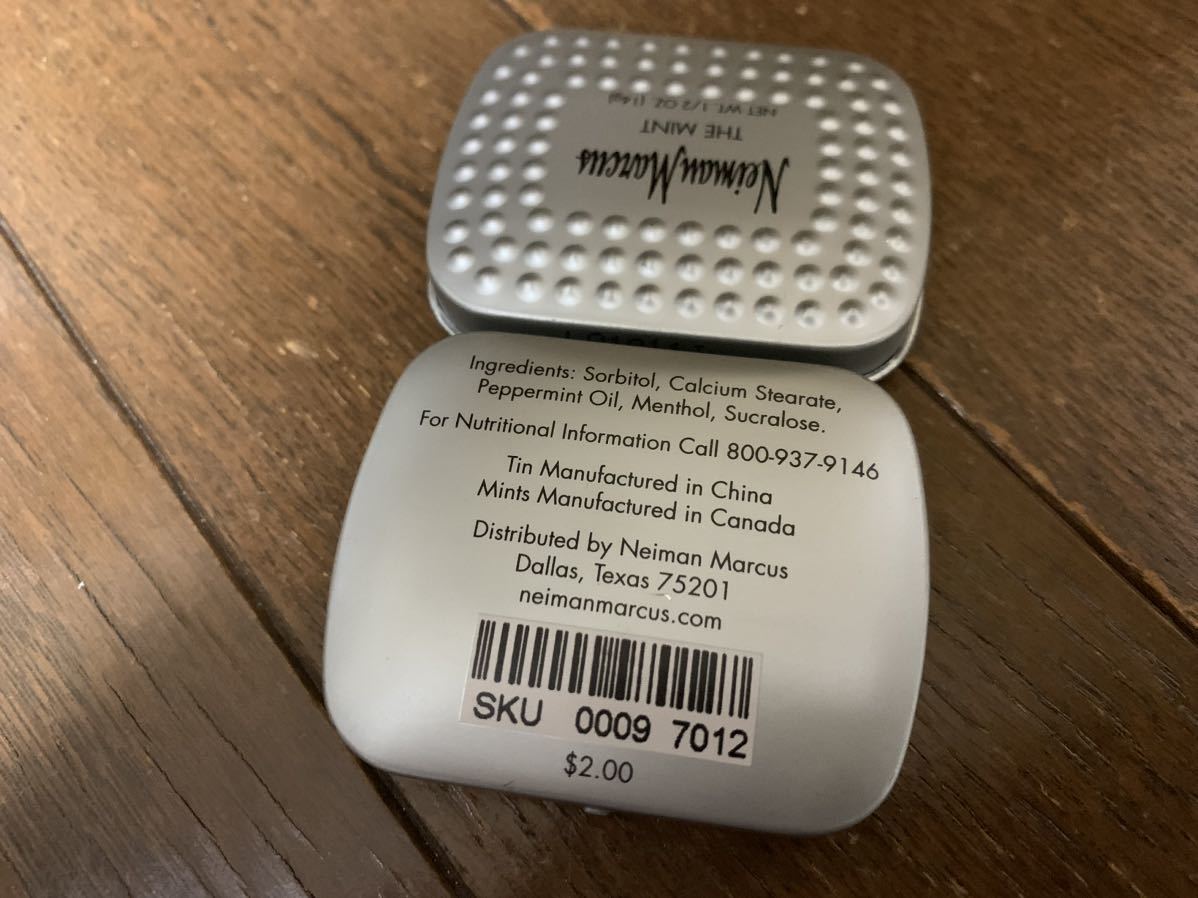 Neiman Marcus
THE MINT
NET WT. 1/2 OZ. (14g)
Ingredients: Sorbitol, Calcium Stearate,
Peppermint Oil, Menthol, Sucralose.
For Nutritional Information Call 800-937-9146
Tin Manufactured in China
Mints Manufactured in Canada
Distributed by Neiman Marcus
Dallas, Texas 75201
neimanmarcus.com
SKU 0009 7012
$2.00